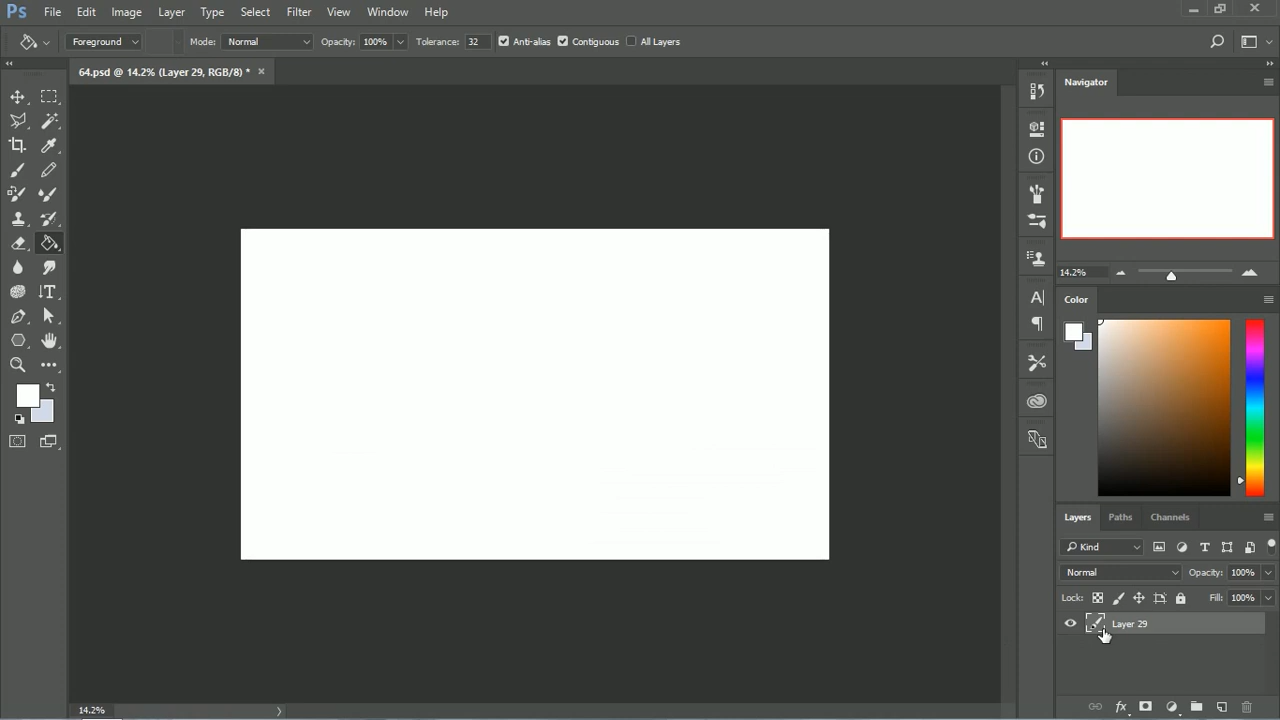 Ps File Edit Image Layer Type Select Filter View Window Help
Foreground Mode: Normal Opacity: 100% Tolerance: 32 Anti-alias Contiguous All Layers
64.psd @ 14.2% (Layer 29, RGB/8) *
Navigator
14.2%
Color
Layers Paths Channels
Kind
Normal Opacity: 100%
Lock: Fill: 100%
Layer 29
fx
14.2%